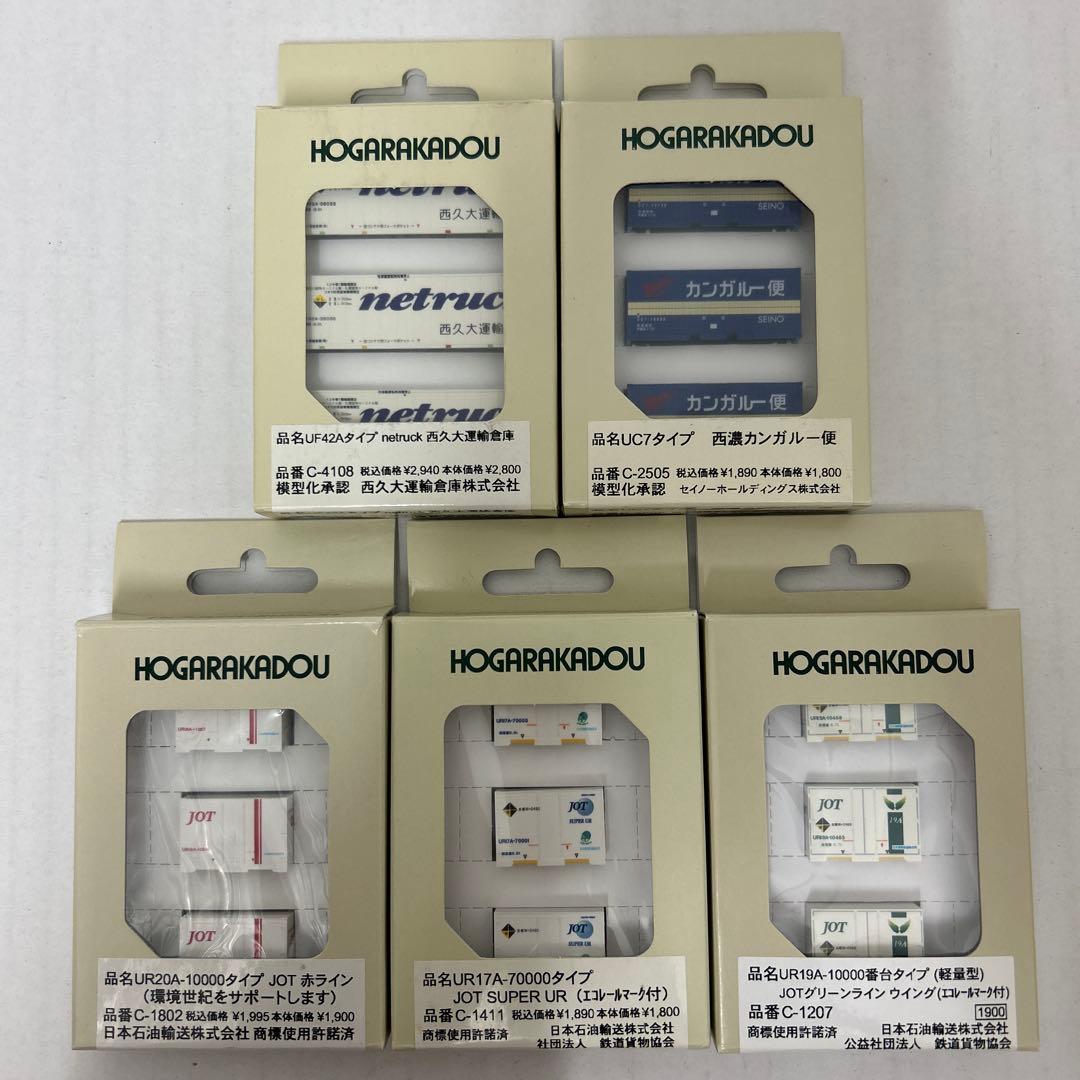 HOGARAKADOU
netruc
西久大運
netruc
西久大運輸
netruc
品名UF42Aタイプ netruck 西久大運輸倉庫
品番C-4108 税込価格¥2,940 本体価格¥2,800
模型化承認 西久大運輸倉庫株式会社
HOGARAKADOU
SEINO
カンガルー便
SEINO
カンガルー便
品名UC7タイプ 西濃カンガルー便
品番C-2505 税込価格¥1,890 本体価格¥1,800
模型化承認 セイノーホールディングス株式会社
HOGARAKADOU
JOT
JOT
品名UR20A-10000タイプ JOT 赤ライン
(環境世紀をサポートします)
品番C-1802 税込価格¥1,995 本体価格¥1,900
日本石油輸送株式会社 商標使用許諾済
HOGARAKADOU
UR17A-70003
JOT
SUPER UR
UR17A-70001
JOT
SUPER UR
品名UR17A-70000タイプ
JOT SUPER UR (エコレールマーク付)
品番C-1411 税込価格¥1,890 本体価格¥1,800
商標使用許諾済 日本石油輸送株式会社
社団法人 鉄道貨物協会
HOGARAKADOU
JOT
19A
UR19A-10465
JOT
19A
品名UR19A-10000番台タイプ (軽量型)
JOTグリーンライン ウイング(エコレールマーク付)
品番C-1207 1900
商標使用許諾済 日本石油輸送株式会社
公益社団法人 鉄道貨物協会